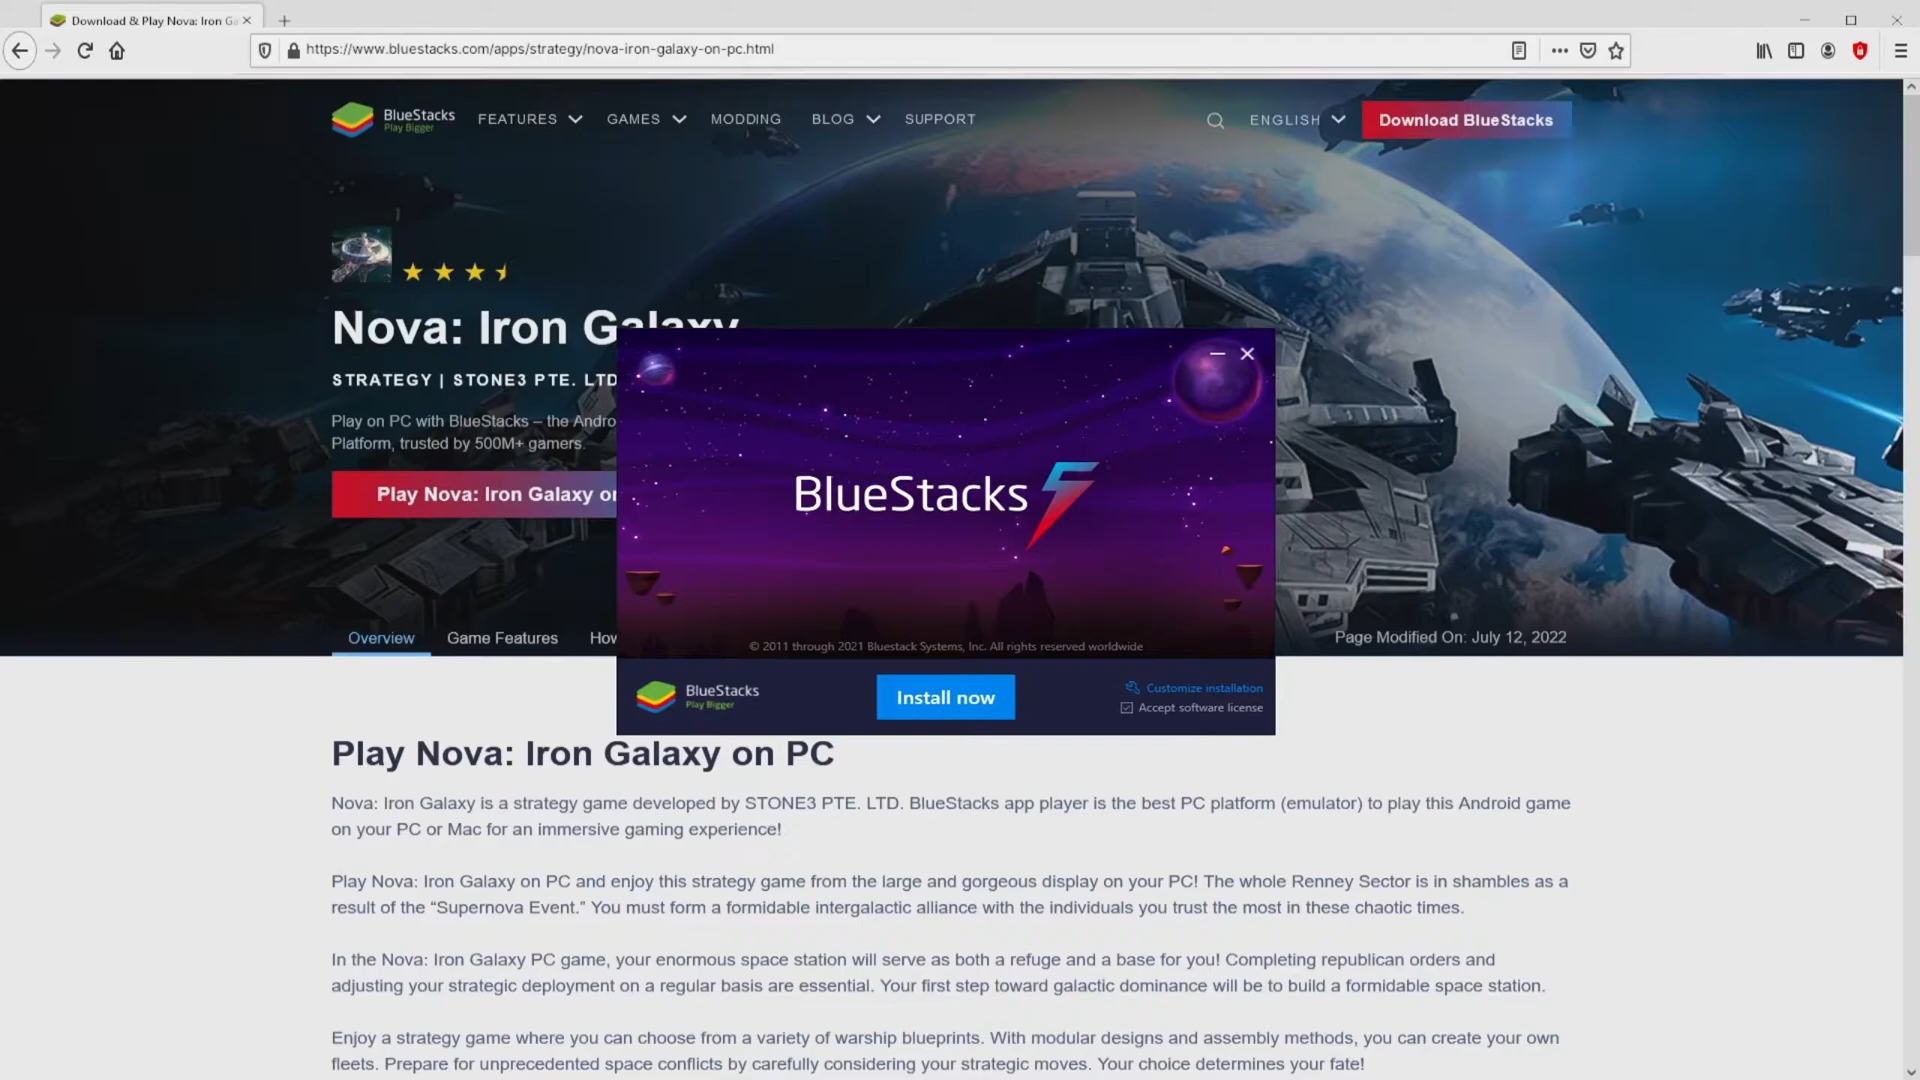 Download & Play Nova: Iron Ga
https://www.bluestacks.com/apps/strategy/nova-iron-galaxy-on-pc.html
BlueStacks
Play Bigger
FEATURES
GAMES
MODDING
BLOG
SUPPORT
ENGLISH
Download BlueStacks
Nova: Iron Galaxy
STRATEGY | STONE3 PTE. LTD
Play on PC with BlueStacks – the Andro
Platform, trusted by 500M+ gamers.
Play Nova: Iron Galaxy on
BlueStacks 5
© 2011 through 2021 Bluestack Systems, Inc. All rights reserved worldwide
BlueStacks
Play Bigger
Install now
Customize installation
Accept software license
Overview
Game Features
How
Page Modified On: July 12, 2022
Play Nova: Iron Galaxy on PC
Nova: Iron Galaxy is a strategy game developed by STONE3 PTE. LTD. BlueStacks app player is the best PC platform (emulator) to play this Android game
on your PC or Mac for an immersive gaming experience!
Play Nova: Iron Galaxy on PC and enjoy this strategy game from the large and gorgeous display on your PC! The whole Renney Sector is in shambles as a
result of the “Supernova Event.” You must form a formidable intergalactic alliance with the individuals you trust the most in these chaotic times.
In the Nova: Iron Galaxy PC game, your enormous space station will serve as both a refuge and a base for you! Completing republican orders and
adjusting your strategic deployment on a regular basis are essential. Your first step toward galactic dominance will be to build a formidable space station.
Enjoy a strategy game where you can choose from a variety of warship blueprints. With modular designs and assembly methods, you can create your own
fleets. Prepare for unprecedented space conflicts by carefully considering your strategic moves. Your choice determines your fate!